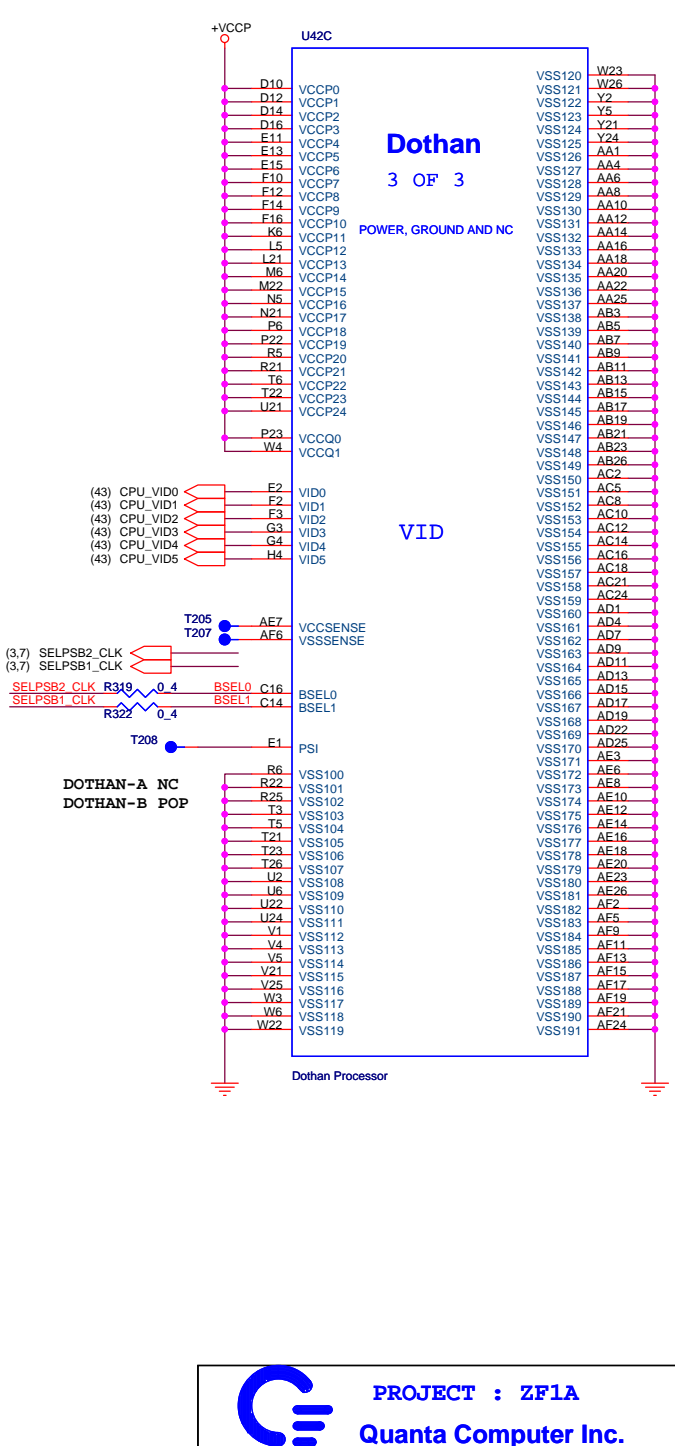 +VCCP
U42C
Dothan
3 OF 3
POWER, GROUND AND NC
VID
D10 VCCP0
D12 VCCP1
D14 VCCP2
D16 VCCP3
E11 VCCP4
E13 VCCP5
E15 VCCP6
F10 VCCP7
F12 VCCP8
F14 VCCP9
F16 VCCP10
K6 VCCP11
L5 VCCP12
L21 VCCP13
M6 VCCP14
M22 VCCP15
N5 VCCP16
N21 VCCP17
P6 VCCP18
P22 VCCP19
R5 VCCP20
R21 VCCP21
T6 VCCP22
T22 VCCP23
U21 VCCP24
P23 VCCQ0
W4 VCCQ1
(43) CPU_VID0 E2 VID0
(43) CPU_VID1 F2 VID1
(43) CPU_VID2 F3 VID2
(43) CPU_VID3 G3 VID3
(43) CPU_VID4 G4 VID4
(43) CPU_VID5 H4 VID5
T205 AE7 VCCSENSE
T207 AF6 VSSSENSE
(3,7) SELPSB2_CLK
(3,7) SELPSB1_CLK
SELPSB2_CLK R319 0_4 BSEL0 C16 BSEL0
SELPSB1_CLK R322 0_4 BSEL1 C14 BSEL1
T208 E1 PSI
DOTHAN-A NC
DOTHAN-B POP
R6 VSS100
R22 VSS101
R25 VSS102
T3 VSS103
T5 VSS104
T21 VSS105
T23 VSS106
T26 VSS107
U2 VSS108
U6 VSS109
U22 VSS110
U24 VSS111
V1 VSS112
V4 VSS113
V5 VSS114
V21 VSS115
V25 VSS116
W3 VSS117
W6 VSS118
W22 VSS119
VSS120 W23
VSS121 W26
VSS122 Y2
VSS123 Y5
VSS124 Y21
VSS125 Y24
VSS126 AA1
VSS127 AA4
VSS128 AA6
VSS129 AA8
VSS130 AA10
VSS131 AA12
VSS132 AA14
VSS133 AA16
VSS134 AA18
VSS135 AA20
VSS136 AA22
VSS137 AA25
VSS138 AB3
VSS139 AB5
VSS140 AB7
VSS141 AB9
VSS142 AB11
VSS143 AB13
VSS144 AB15
VSS145 AB17
VSS146 AB19
VSS147 AB21
VSS148 AB23
VSS149 AB26
VSS150 AC2
VSS151 AC5
VSS152 AC8
VSS153 AC10
VSS154 AC12
VSS155 AC14
VSS156 AC16
VSS157 AC18
VSS158 AC21
VSS159 AC24
VSS160 AD1
VSS161 AD4
VSS162 AD7
VSS163 AD9
VSS164 AD11
VSS165 AD13
VSS166 AD15
VSS167 AD17
VSS168 AD19
VSS169 AD22
VSS170 AD25
VSS171 AE3
VSS172 AE6
VSS173 AE8
VSS174 AE10
VSS175 AE12
VSS176 AE14
VSS177 AE16
VSS178 AE18
VSS179 AE20
VSS180 AE23
VSS181 AE26
VSS182 AF2
VSS183 AF5
VSS184 AF9
VSS185 AF11
VSS186 AF13
VSS187 AF15
VSS188 AF17
VSS189 AF19
VSS190 AF21
VSS191 AF24
Dothan Processor
PROJECT : ZF1A
Quanta Computer Inc.